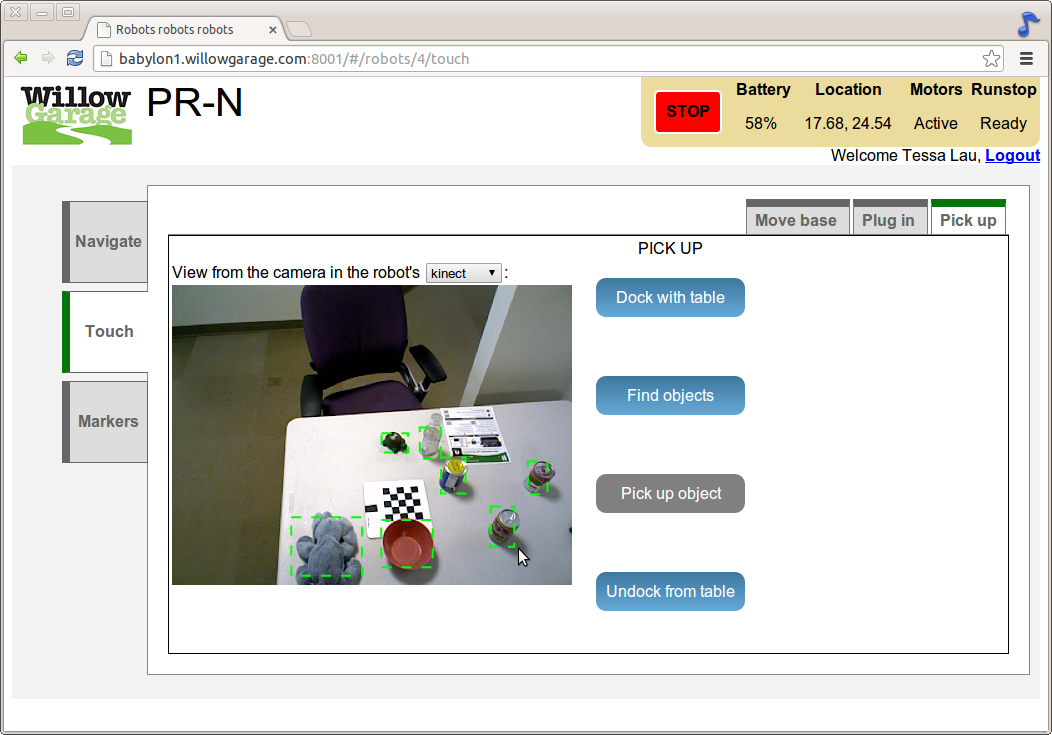 Robots robots robots
babylon1.willowgarage.com:8001/#/robots/4/touch
Willow
Garage
PR-N
STOP
Battery Location Motors Runstop
58% 17.68, 24.54 Active Ready
Welcome Tessa Lau, Logout
Navigate
Touch
Markers
Move base
Plug in
Pick up
PICK UP
View from the camera in the robot's kinect :
Dock with table
Find objects
Pick up object
Undock from table